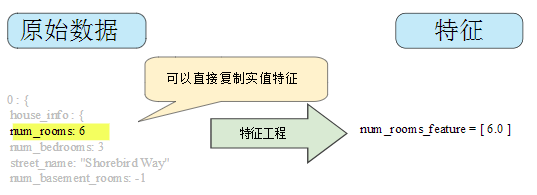 原始数据
特征
可以直接复制实值特征
0 : {
house_info : {
num_rooms: 6
num_bedrooms: 3
street_name: "Shorebird Way"
num_basement_rooms: -1
特征工程
num_rooms_feature = [ 6.0 ]